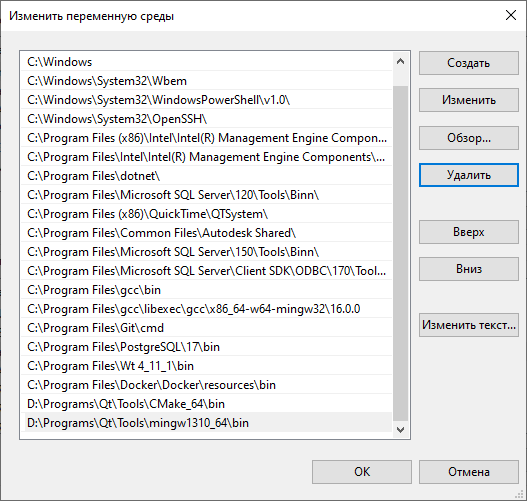 Изменить переменную среды
C:\Windows
C:\Windows\System32\Wbem
C:\Windows\System32\WindowsPowerShell\v1.0\
C:\Windows\System32\OpenSSH\
C:\Program Files (x86)\Intel\Intel(R) Management Engine Compon...
C:\Program Files\Intel\Intel(R) Management Engine Components\...
C:\Program Files\dotnet\
C:\Program Files\Microsoft SQL Server\120\Tools\Binn\
C:\Program Files (x86)\QuickTime\QTSystem\
C:\Program Files\Common Files\Autodesk Shared\
C:\Program Files\Microsoft SQL Server\150\Tools\Binn\
C:\Program Files\Microsoft SQL Server\Client SDK\ODBC\170\Tool...
C:\Program Files\gcc\bin
C:\Program Files\gcc\libexec\gcc\x86_64-w64-mingw32\16.0.0
C:\Program Files\Git\cmd
C:\Program Files\PostgreSQL\17\bin
C:\Program Files\Wt 4_11_1\bin
C:\Program Files\Docker\Docker\resources\bin
D:\Programs\Qt\Tools\CMake_64\bin
D:\Programs\Qt\Tools\mingw1310_64\bin
Создать
Изменить
Обзор...
Удалить
Вверх
Вниз
Изменить текст...
ОК
Отмена